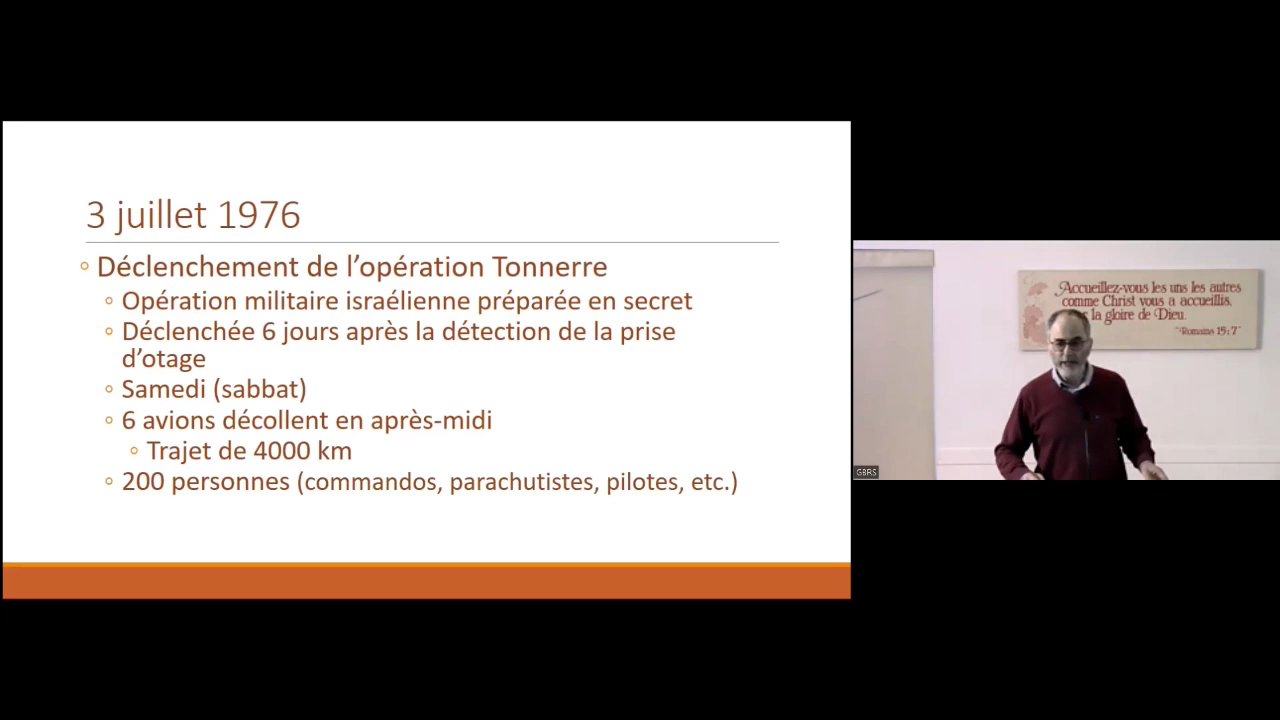 3 juillet 1976
Déclenchement de l'opération Tonnerre
Opération militaire israélienne préparée en secret
Déclenchée 6 jours après la détection de la prise
d'otage
Samedi (sabbat)
6 avions décollent en après-midi
Trajet de 4000 km
200 personnes (commandos, parachutistes, pilotes, etc.)
Accueillez-vous les uns les autres
comme Christ vous a accueillis,
la gloire de Dieu.
"Romains 15:7"
GBRS